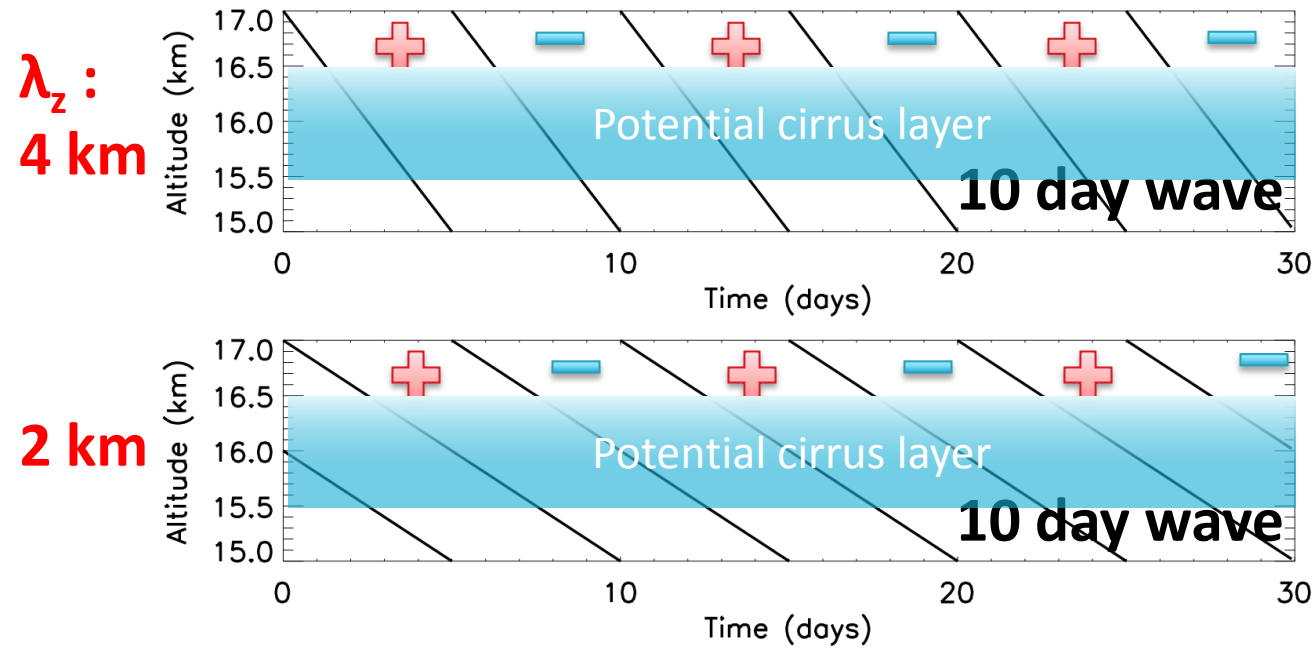 λz :
4 km
Altitude (km)
17.0
16.5
16.0
15.5
15.0
Potential cirrus layer
10 day wave
0 10 20 30
Time (days)
2 km
Altitude (km)
17.0
16.5
16.0
15.5
15.0
Potential cirrus layer
10 day wave
0 10 20 30
Time (days)